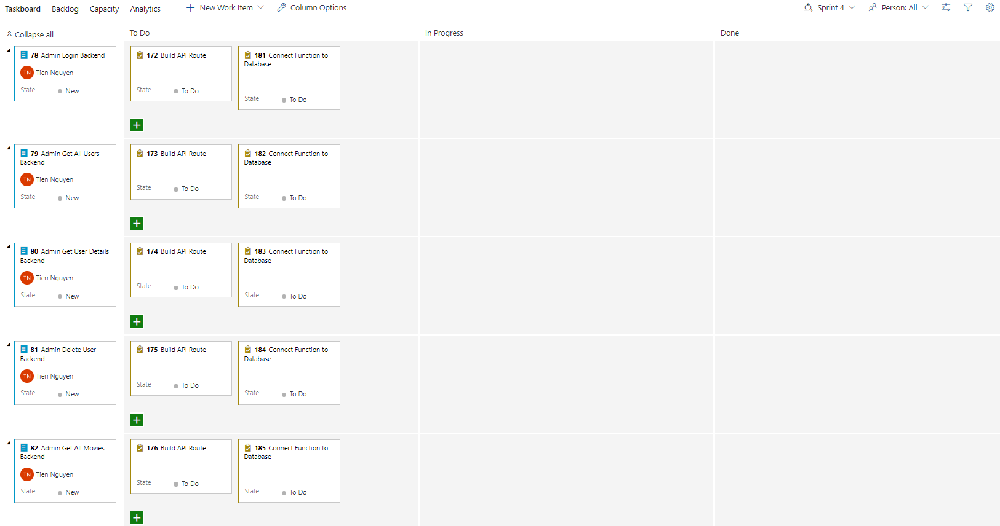 Taskboard Backlog Capacity Analytics New Work Item Column Options Sprint 4 Person: All
Collapse all To Do In Progress Done
78 Admin Login Backend
TN Tien Nguyen
State New
172 Build API Route
State To Do
181 Connect Function to
Database
State To Do
79 Admin Get All Users
Backend
TN Tien Nguyen
State New
173 Build API Route
State To Do
182 Connect Function to
Database
State To Do
80 Admin Get User Details
Backend
TN Tien Nguyen
State New
174 Build API Route
State To Do
183 Connect Function to
Database
State To Do
81 Admin Delete User
Backend
TN Tien Nguyen
State New
175 Build API Route
State To Do
184 Connect Function to
Database
State To Do
82 Admin Get All Movies
Backend
TN Tien Nguyen
State New
176 Build API Route
State To Do
185 Connect Function to
Database
State To Do